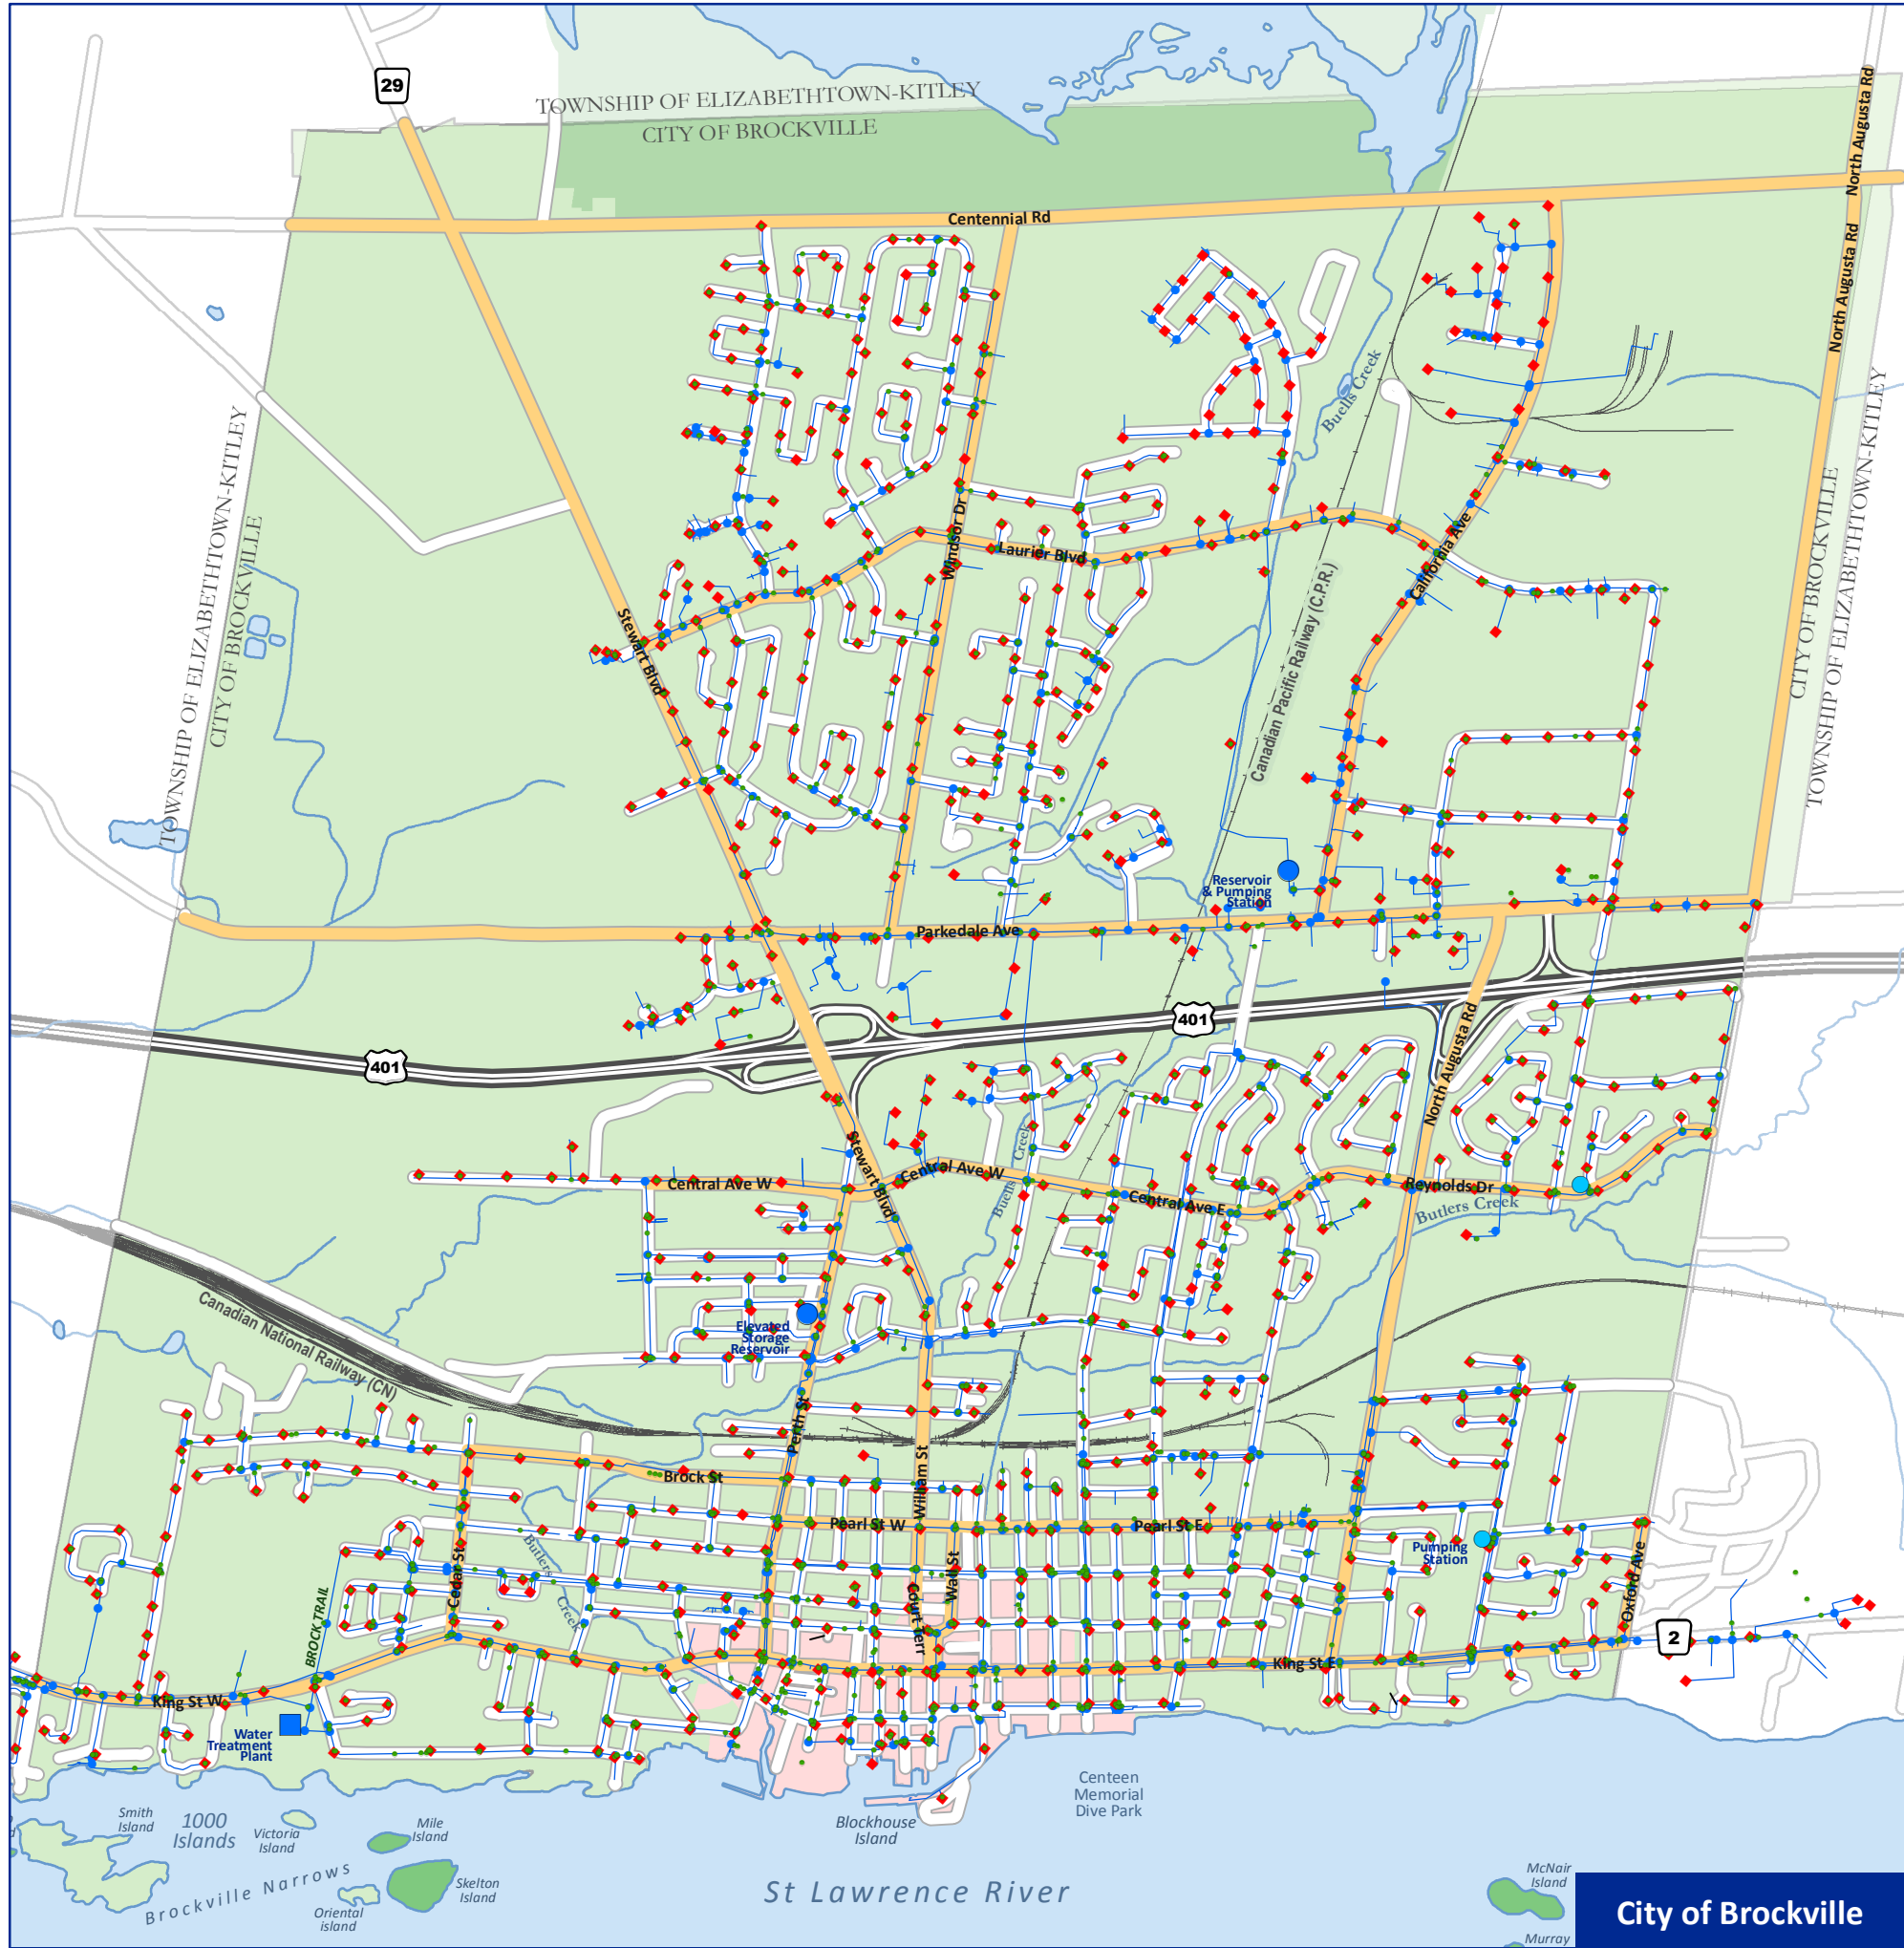 29
TOWNSHIP OF ELIZABETHTOWN-KITLEY
CITY OF BROCKVILLE
North Augusta Rd
Centennial Rd
North Augusta Rd
Buells Creek
TOWNSHIP OF ELIZABETHTOWN-KITLEY
CITY OF BROCKVILLE
CITY OF BROCKVILLE
TOWNSHIP OF ELIZABETHTOWN-KITLEY
Windsor Dr
Laurier Blvd
California Ave
Stewart Blvd
Canadian Pacific Railway (C.P.R.)
Reservoir
& Pumping
Station
Parkedale Ave
401
401
North Augusta Rd
Stewart Blvd
Central Ave W
Central Ave W
Buells
Creek
Central Ave E
Reynolds Dr
Butlers Creek
Canadian National Railway (CN)
Elevated
Storage
Reservoir
Perth St
William St
Brock St
Pearl St W
Pearl St E
Pumping
Station
Butlers
Creek
Cedar St
Wall St
Court Terr
Oxford Ave
BROCK TRAIL
2
King St W
King St E
Water
Treatment
Plant
Smith
Island
1000
Islands
Victoria
Island
Mile
Island
Skelton
Island
Oriental
island
Brockville Narrows
Blockhouse
Island
Centeen
Memorial
Dive Park
St Lawrence River
McNair
Island
Murray
City of Brockville